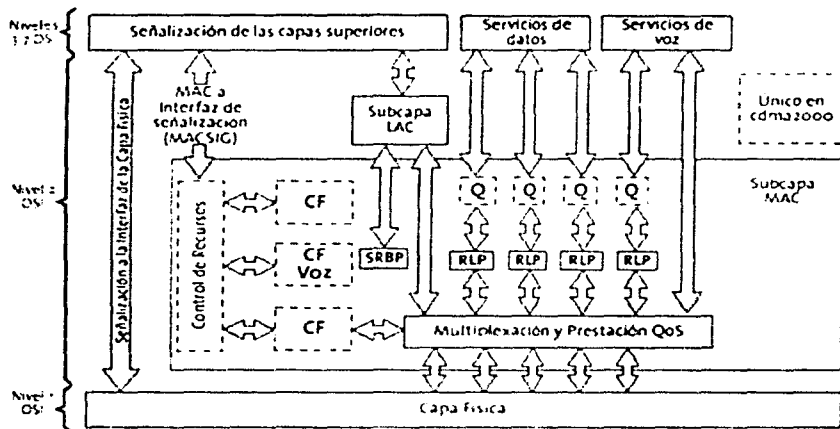 Niveles
3-7 OSI
Señalización de las capas superiores
Servicios de
datos
Servicios de
voz
MAC a
Interfaz de
señalización
(MACSIG)
Subcapa
LAC
Único en
cdma2000
Señalización a la Interfaz de la Capa Física
Nivel 2
OSI
Subcapa
MAC
Control de Recursos
CF
CF
Voz
CF
SRBP
Q
Q
Q
Q
RLP
RLP
RLP
RLP
Multiplexación y Prestación QoS
Nivel 1
OSI
Capa Física